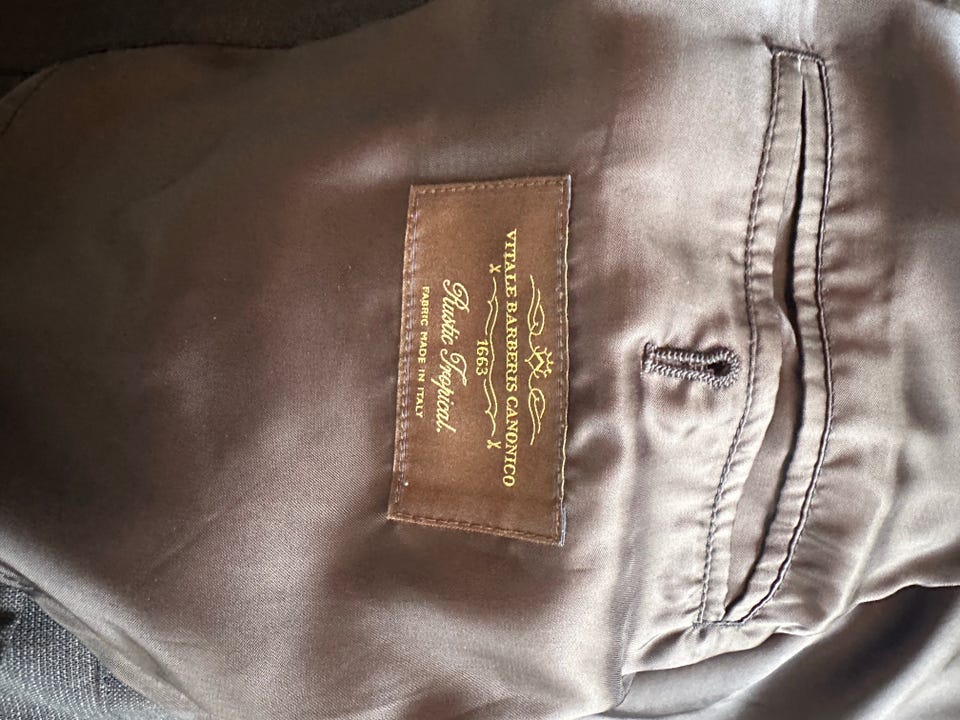 VITALE BARBERIS CANONICO
1663
Rustic Tropical.
FABRIC MADE IN ITALY